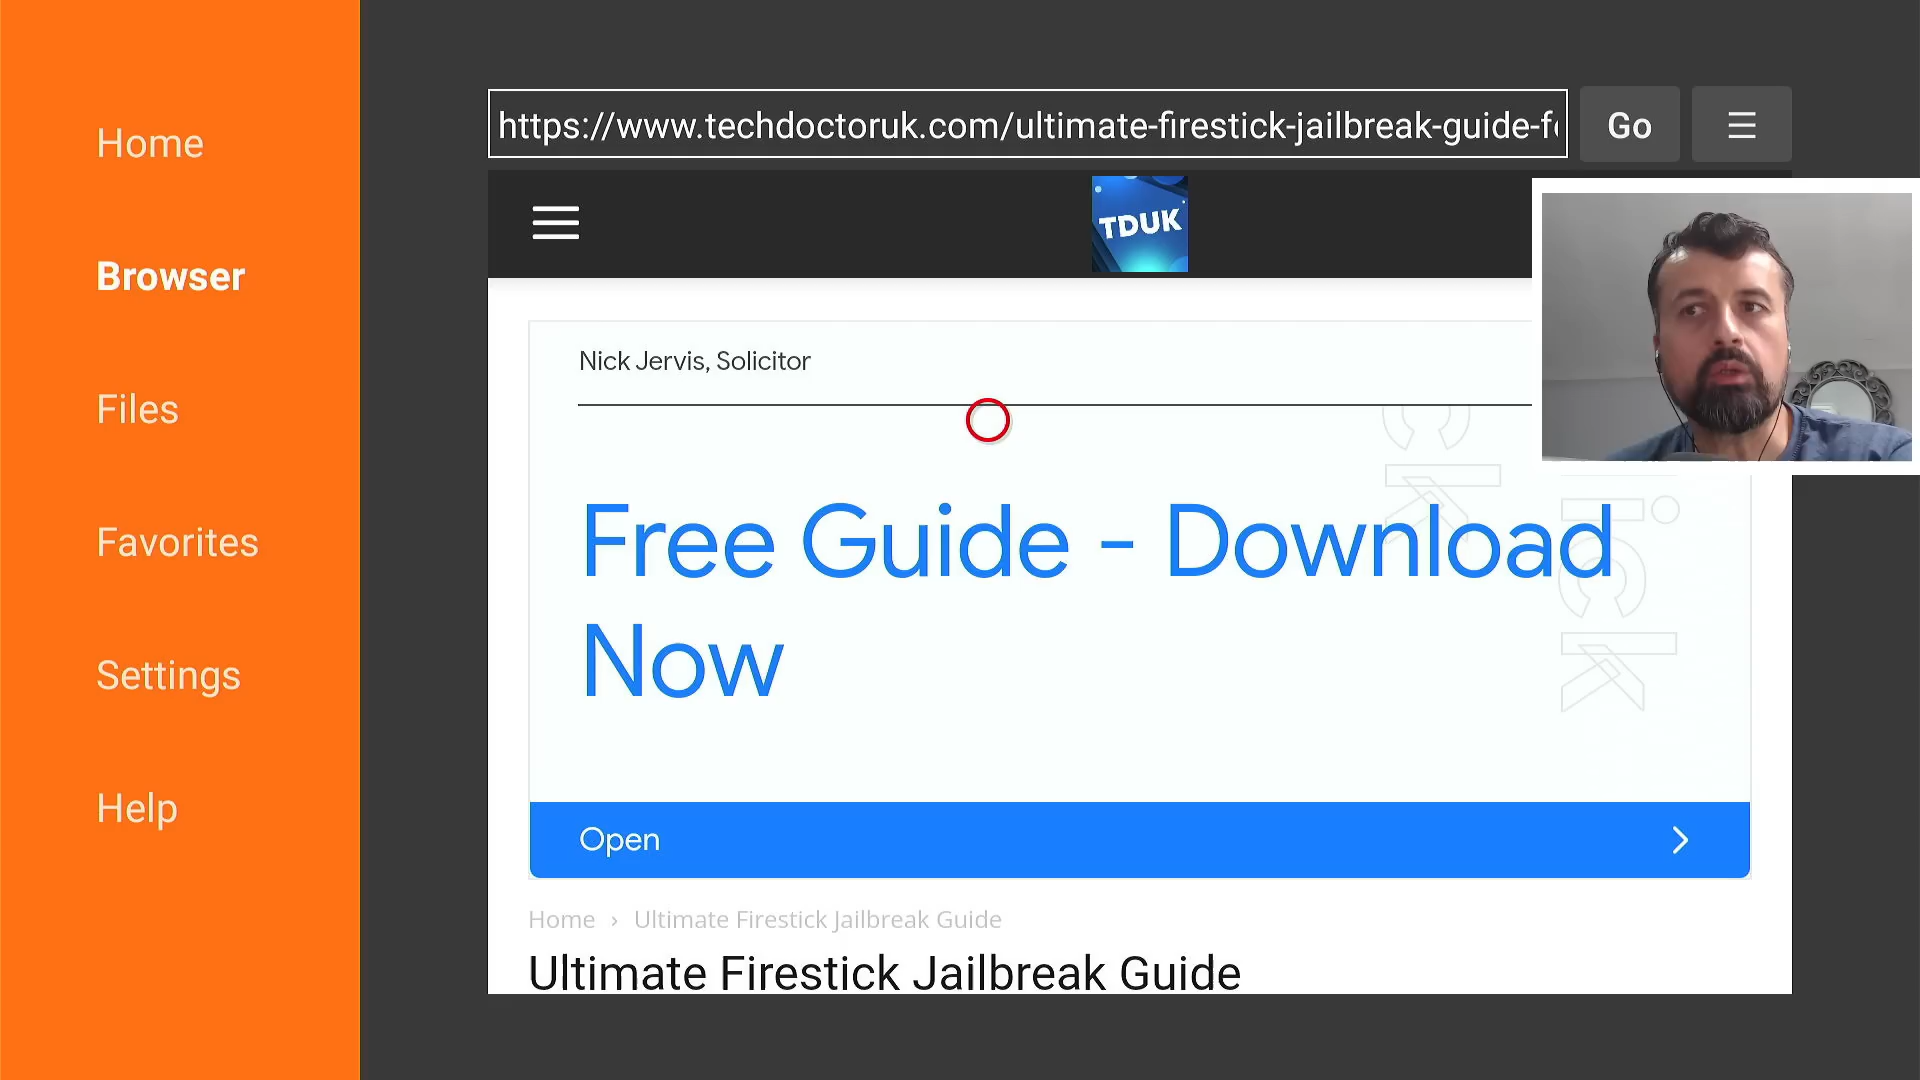 Home
Browser
Files
Favorites
Settings
Help
https://www.techdoctoruk.com/ultimate-firestick-jailbreak-guide-f
Go
TDUK
Nick Jervis, Solicitor
Free Guide - Download
Now
Open
Home › Ultimate Firestick Jailbreak Guide
Ultimate Firestick Jailbreak Guide